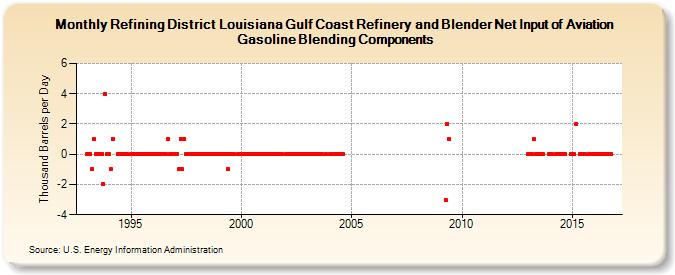 Monthly Refining District Louisiana Gulf Coast Refinery and Blender Net Input of Aviation
Gasoline Blending Components
Thousand Barrels per Day
6
4
2
0
-2
-4
1995
2000
2005
2010
2015
Source: U.S. Energy Information Administration